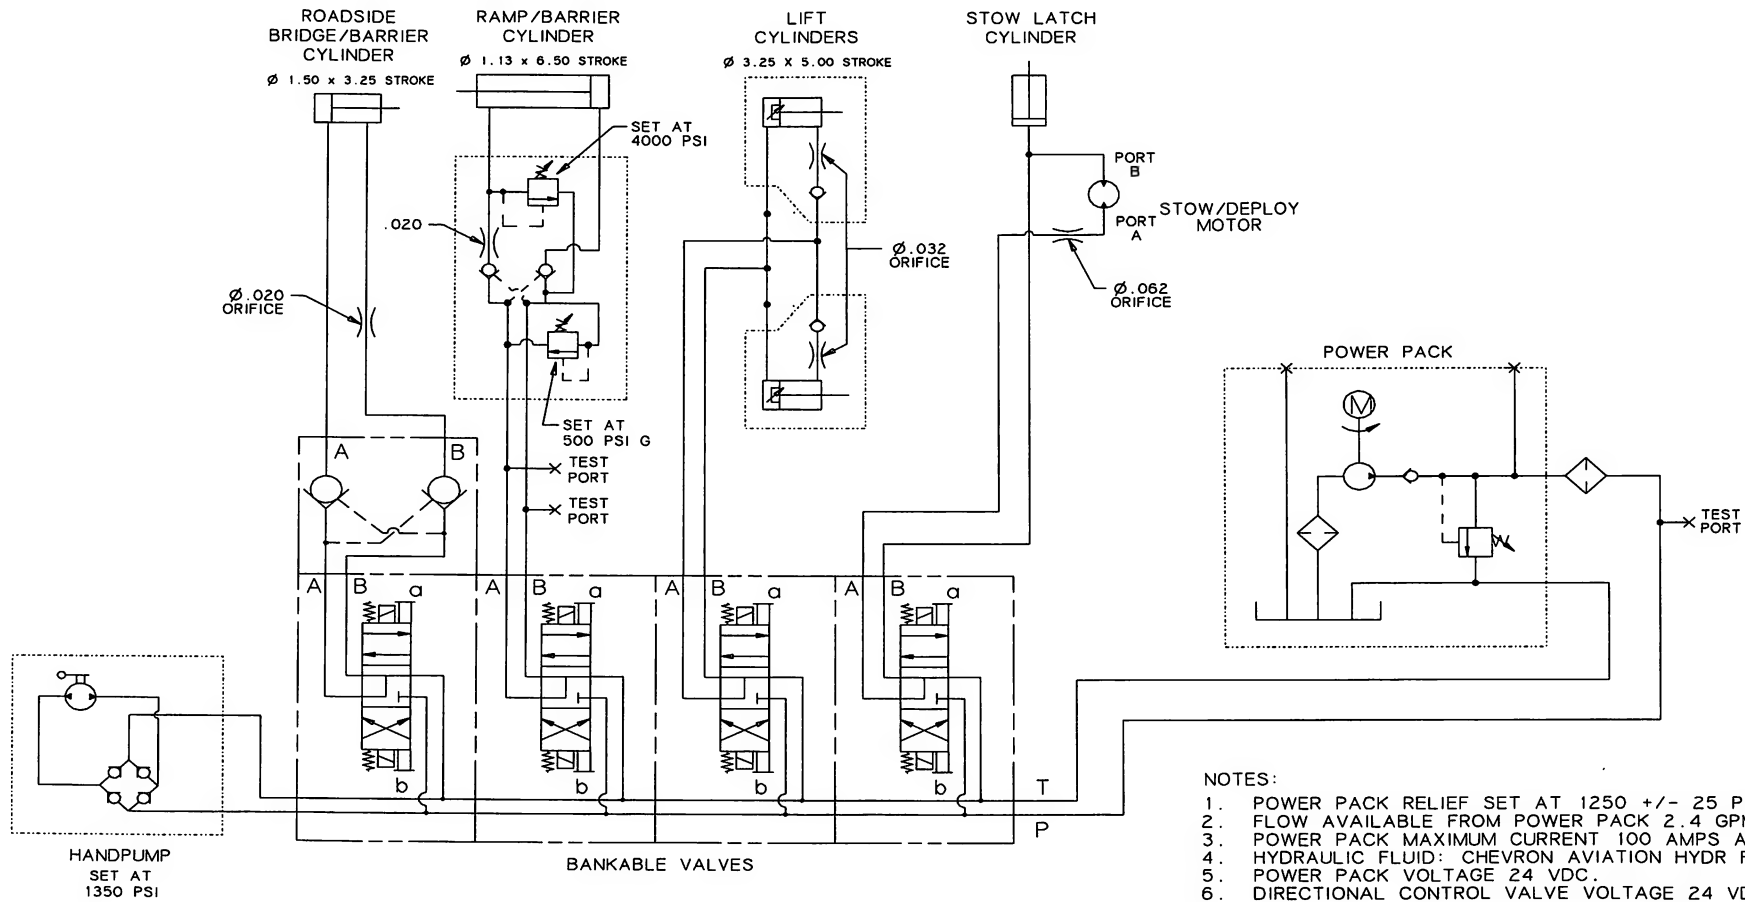 ROADSIDE
BRIDGE/BARRIER
CYLINDER
Ø 1.50 x 3.25 STROKE
RAMP/BARRIER
CYLINDER
Ø 1.13 x 6.50 STROKE
LIFT
CYLINDERS
Ø 3.25 X 5.00 STROKE
STOW LATCH
CYLINDER
SET AT
4000 PSI
.020
Ø.020
ORIFICE
Ø.032
ORIFICE
PORT
B
PORT
A
STOW/DEPLOY
MOTOR
Ø.062
ORIFICE
SET AT
500 PSI G
TEST
PORT
TEST
PORT
POWER PACK
M
TEST
PORT
A
B
A
B
a
b
A
B
a
b
A
B
a
b
A
B
a
b
T
P
HANDPUMP
SET AT
1350 PSI
BANKABLE VALVES
NOTES:
1. POWER PACK RELIEF SET AT 1250 +/- 25 P
2. FLOW AVAILABLE FROM POWER PACK 2.4 GP
3. POWER PACK MAXIMUM CURRENT 100 AMPS A
4. HYDRAULIC FLUID: CHEVRON AVIATION HYDR F
5. POWER PACK VOLTAGE 24 VDC.
6. DIRECTIONAL CONTROL VALVE VOLTAGE 24 V